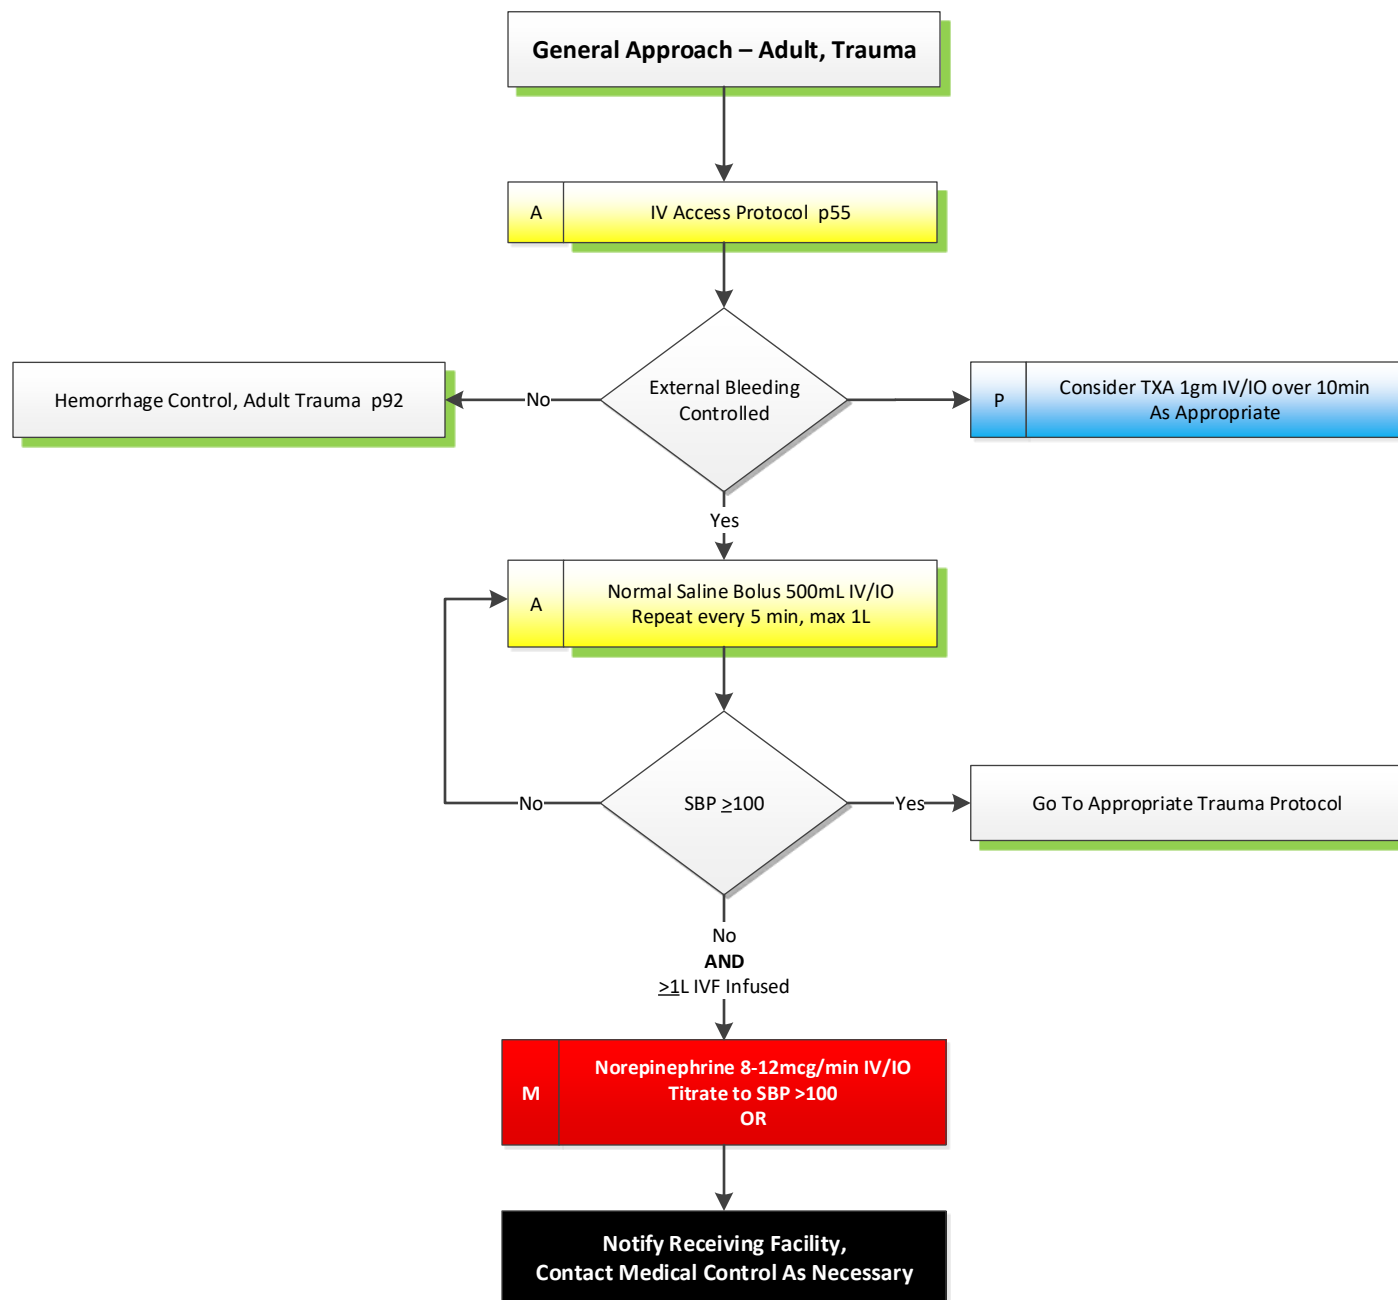 General Approach – Adult, Trauma
A
IV Access Protocol  p55
External Bleeding
Controlled
No
Hemorrhage Control, Adult Trauma  p92
P
Consider TXA 1gm IV/IO over 10min
As Appropriate
Yes
A
Normal Saline Bolus 500mL IV/IO
Repeat every 5 min, max 1L
SBP ≥100
No
Yes
Go To Appropriate Trauma Protocol
No
AND
≥1L IVF Infused
M
Norepinephrine 8-12mcg/min IV/IO
Titrate to SBP >100
OR
Notify Receiving Facility,
Contact Medical Control As Necessary